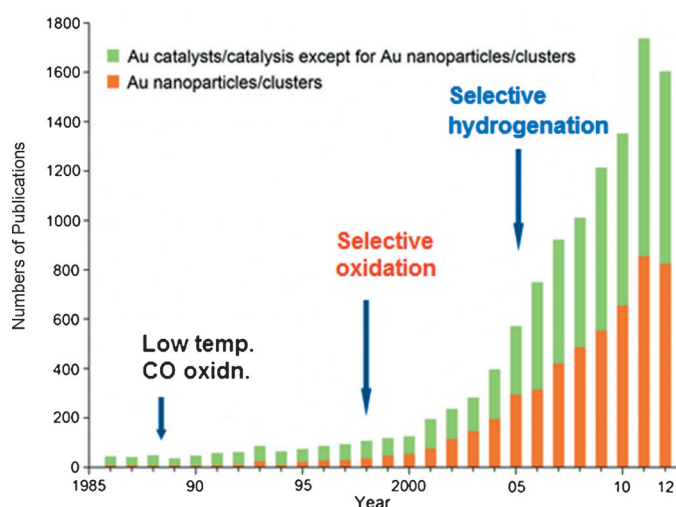 1800
1600
1400
1200
1000
800
600
400
200
0
Numbers of Publications
Au catalysts/catalysis except for Au nanoparticles/clusters
Au nanoparticles/clusters
Selective
hydrogenation
Selective
oxidation
Low temp.
CO oxidn.
1985 90 95 2000 05 10 12
Year